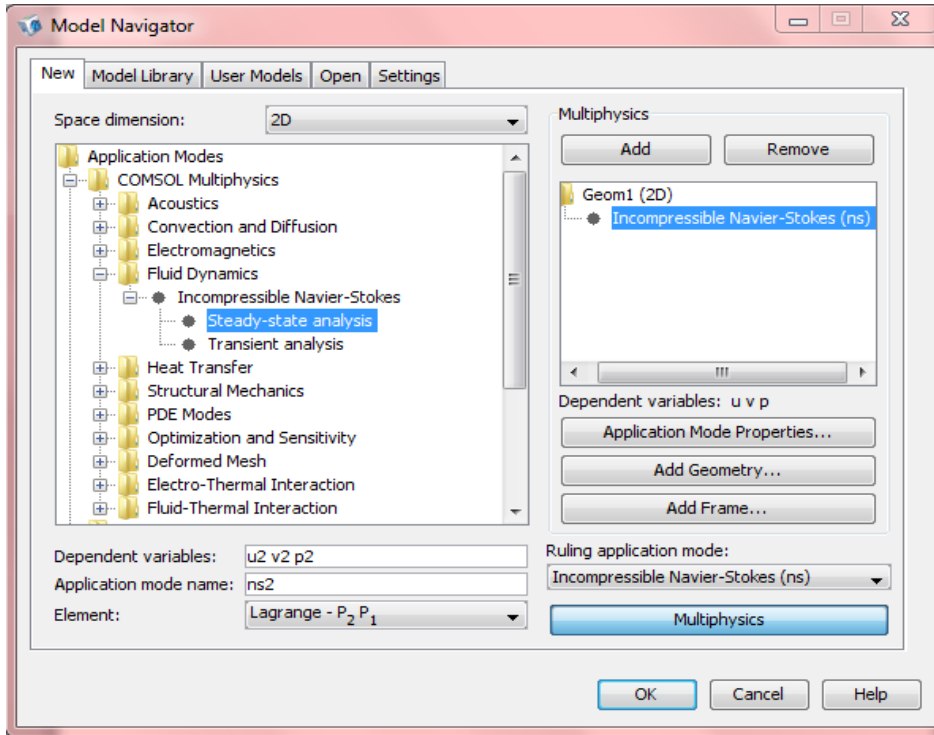 Model Navigator
New Model Library User Models Open Settings
Space dimension: 2D
Application Modes
COMSOL Multiphysics
Acoustics
Convection and Diffusion
Electromagnetics
Fluid Dynamics
Incompressible Navier-Stokes
Steady-state analysis
Transient analysis
Heat Transfer
Structural Mechanics
PDE Modes
Optimization and Sensitivity
Deformed Mesh
Electro-Thermal Interaction
Fluid-Thermal Interaction
Dependent variables: u2 v2 p2
Application mode name: ns2
Element: Lagrange - P2 P1
Multiphysics
Add Remove
Geom1 (2D)
Incompressible Navier-Stokes (ns)
Dependent variables: u v p
Application Mode Properties...
Add Geometry...
Add Frame...
Ruling application mode:
Incompressible Navier-Stokes (ns)
Multiphysics
OK Cancel Help